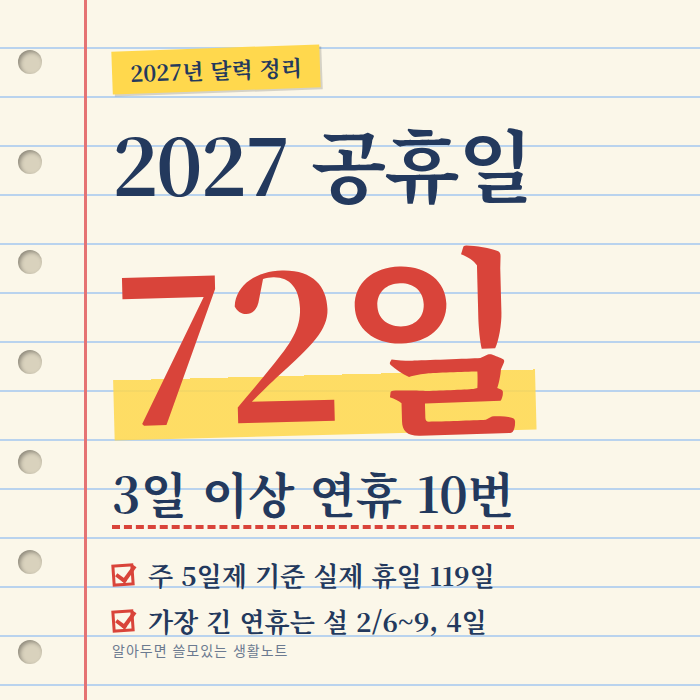 2027년 달력 정리
2027 공휴일
72일
3일 이상 연휴 10번
주 5일제 기준 실제 휴일 119일
가장 긴 연휴는 설 2/6~9, 4일
알아두면 쓸모있는 생활노트